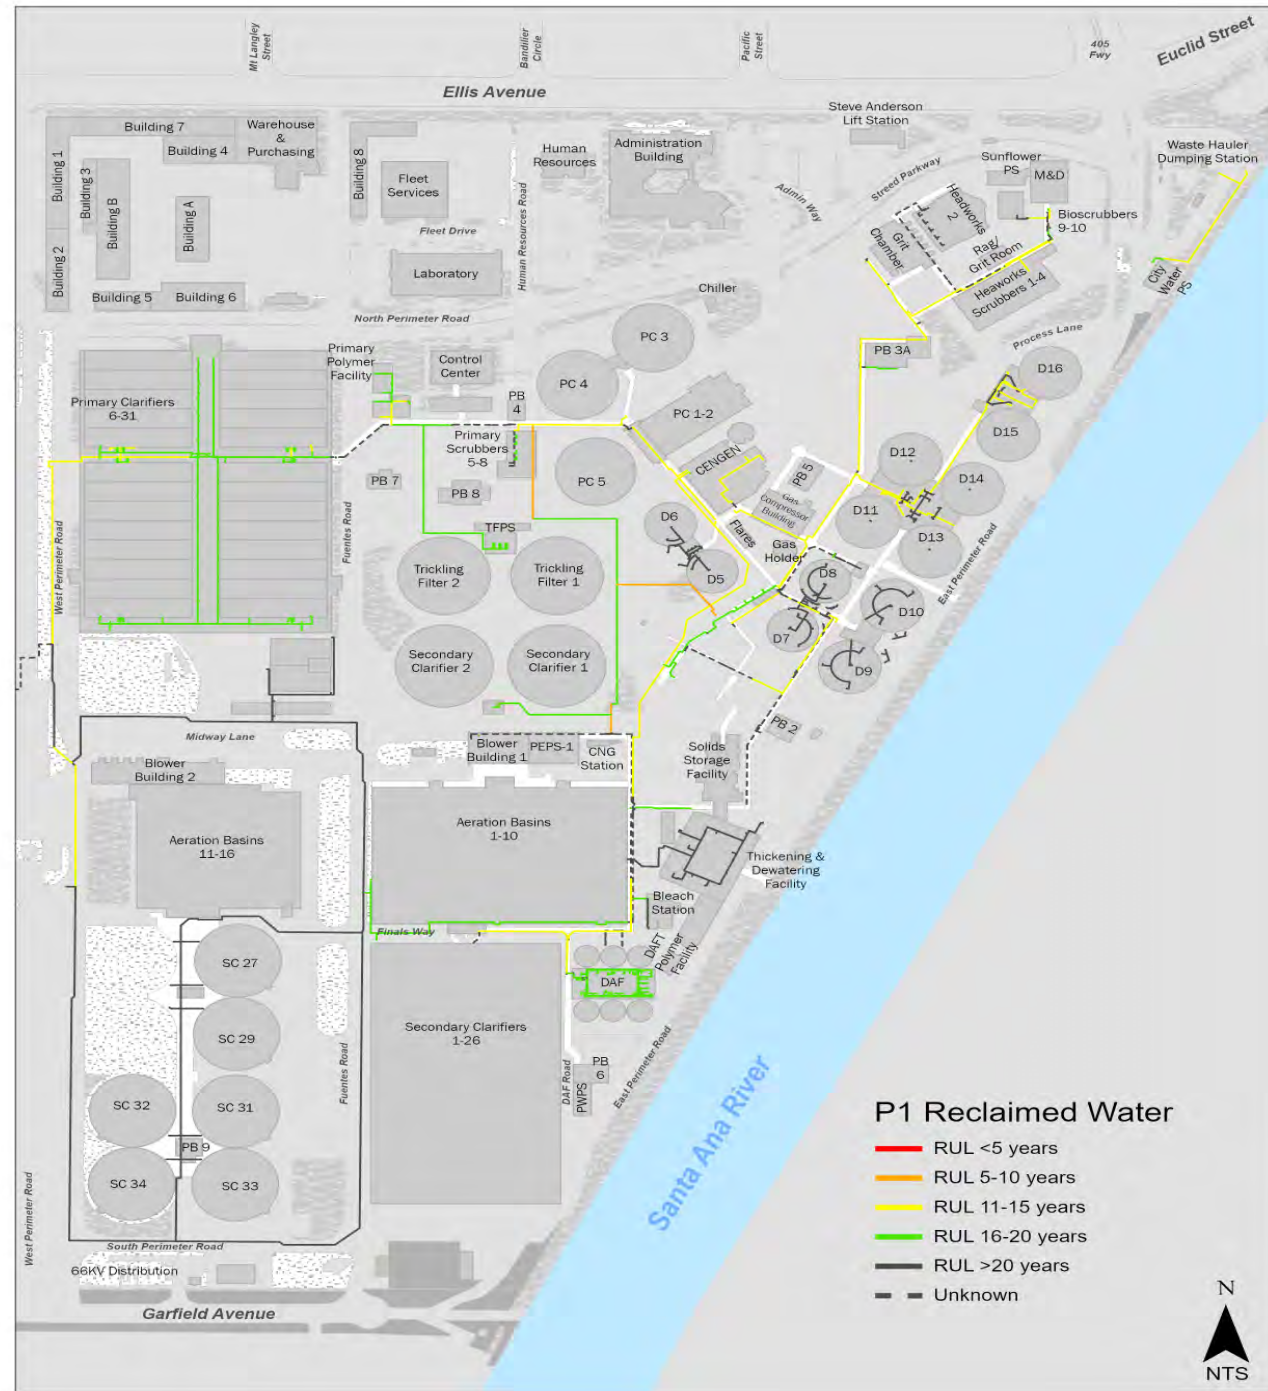 Mt Langley
Street
Bandilier
Circle
Pacific
Street
405
Fwy
Euclid Street
Ellis Avenue
Steve Anderson
Lift Station
Building 7
Building 4
Warehouse
&
Purchasing
Building 1
Building 3
Building B
Building A
Building 2
Building 5
Building 6
Building 8
Fleet
Services
Fleet Drive
Laboratory
Human Resources Road
Human
Resources
Administration
Building
Admin Way
Streed Parkway
Sunflower
PS
M&D
Waste Hauler
Dumping Station
Headworks
2
Bioscrubbers
9-10
Grit
Chamber
Rag/
Grit Room
Heaworks
Scrubbers 1-4
City
Water
PS
Chiller
North Perimeter Road
Process Lane
PB 3A
Primary
Polymer
Facility
Control
Center
PC 3
PC 4
PB
4
PC 1-2
D16
Primary Clarifiers
6-31
Primary
Scrubbers
5-8
PC 5
CENGEN
PB 5
D15
D12
D14
PB 7
PB 8
Gas
Compressor
Building
D11
D6
Flares
D13
TFPS
Gas
Holder
Fuentes Road
West Perimeter Road
Trickling
Filter 2
Trickling
Filter 1
D5
D8
East Perimeter Road
D10
D7
D9
Secondary
Clarifier 2
Secondary
Clarifier 1
PB 2
Midway Lane
Blower
Building 2
Blower
Building 1
PEPS-1
CNG
Station
Solids
Storage
Facility
Aeration Basins
11-16
Aeration Basins
1-10
Thickening &
Dewatering
Facility
Bleach
Station
Finals Way
DAFT
Polymer
Facility
SC 27
DAF
SC 29
Secondary Clarifiers
1-26
Fuentes Road
DAF Road
PWPS
PB
6
East Perimeter Road
SC 32
SC 31
PB 9
SC 34
SC 33
West Perimeter Road
South Perimeter Road
66KV Distribution
Garfield Avenue
Santa Ana River
P1 Reclaimed Water
RUL <5 years
RUL 5-10 years
RUL 11-15 years
RUL 16-20 years
RUL >20 years
Unknown
N
NTS